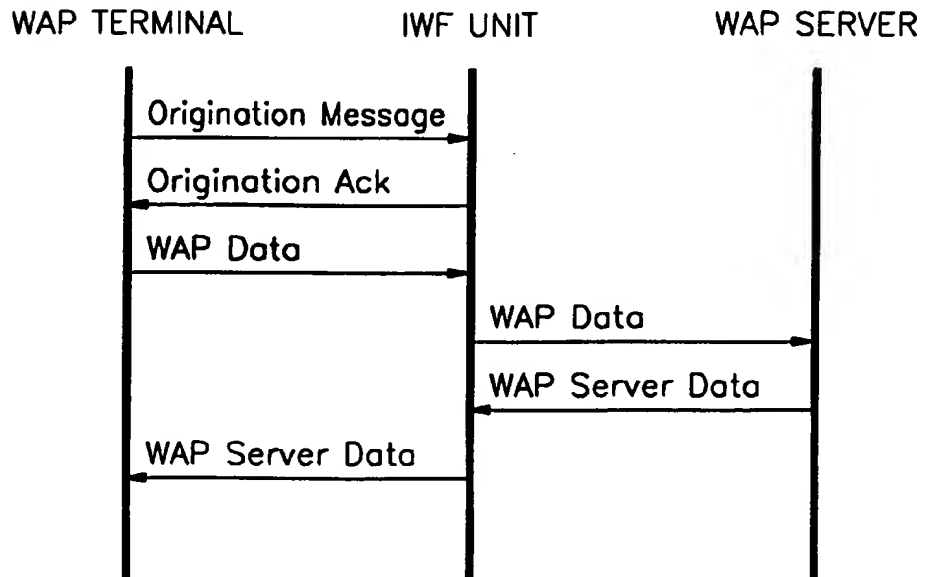 WAP TERMINAL IWF UNIT WAP SERVER
Origination Message
Origination Ack
WAP Data
WAP Data
WAP Server Data
WAP Server Data